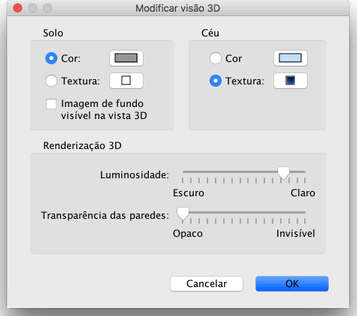 Modificar visão 3D
Solo
Cor:
Textura:
Imagem de fundo
visível na vista 3D
Céu
Cor
Textura:
Renderização 3D
Luminosidade:
Escuro Claro
Transparência das paredes:
Opaco Invisível
Cancelar OK